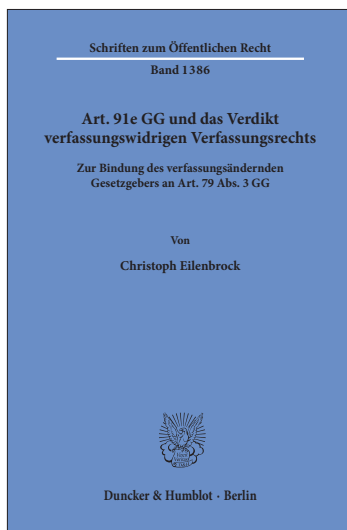 Schriften zum Öffentlichen Recht
Band 1386
Art. 91e GG und das Verdikt
verfassungswidrigen Verfassungsrechts
Zur Bindung des verfassungsändernden
Gesetzgebers an Art. 79 Abs. 3 GG
Von
Christoph Eilenbrock
Duncker & Humblot · Berlin